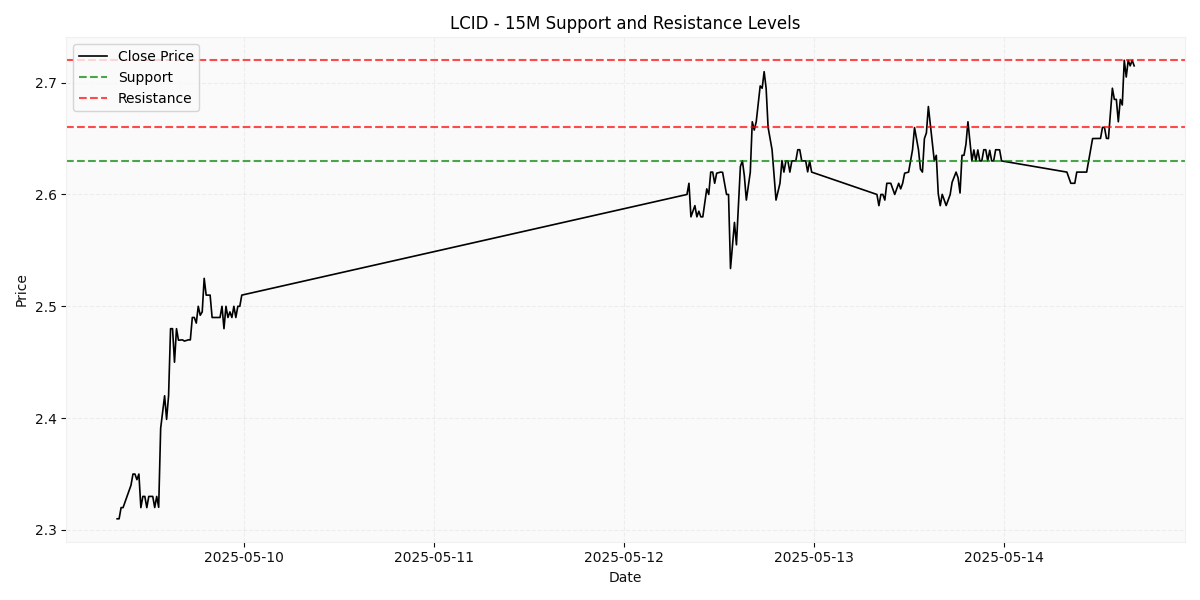 LCID - 15M Support and Resistance Levels
Close Price
Support
Resistance
2.7
2.6
2.5
2.4
2.3
Price
2025-05-10 2025-05-11 2025-05-12 2025-05-13 2025-05-14
Date